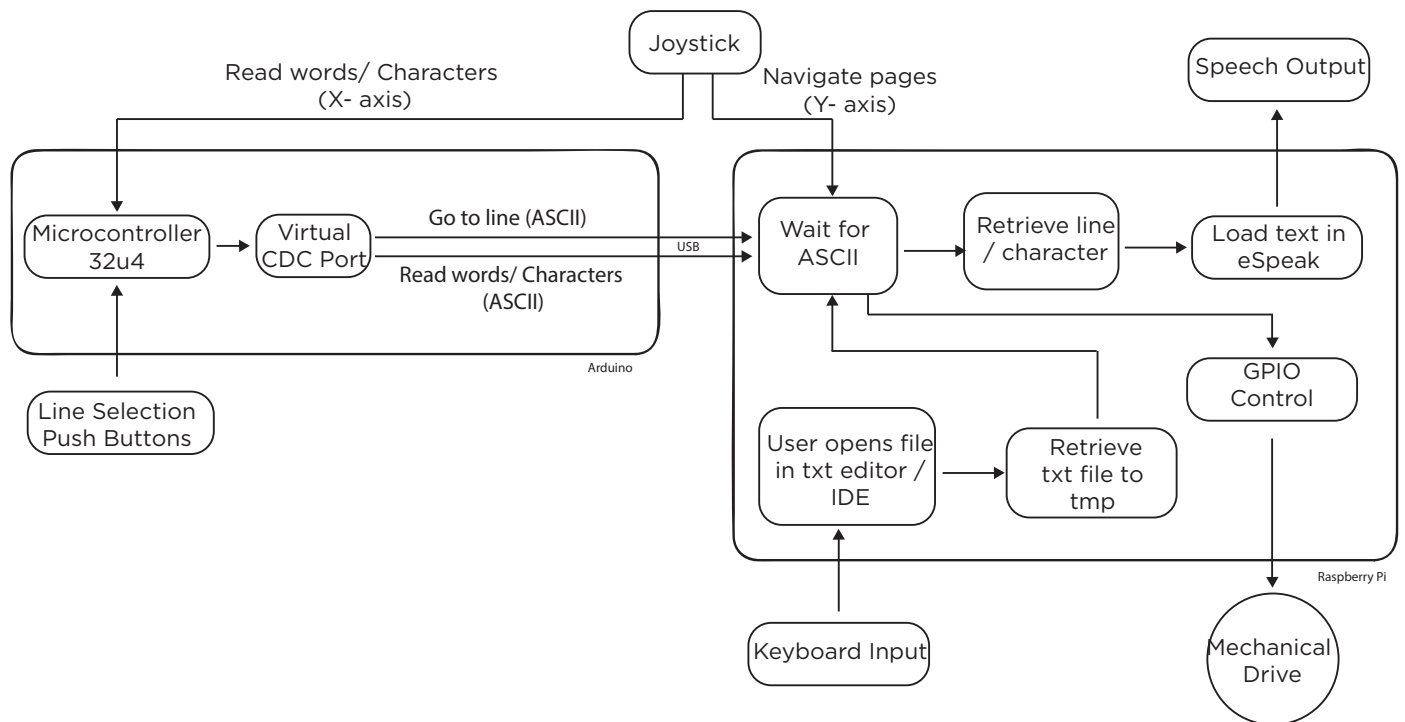 Joystick
Read words/ Characters
(X- axis)
Navigate pages
(Y- axis)
Speech Output
Microcontroller
32u4
Virtual
CDC Port
Go to line (ASCII)
USB
Read words/ Characters
(ASCII)
Arduino
Line Selection
Push Buttons
Wait for
ASCII
Retrieve line
/ character
Load text in
eSpeak
GPIO
Control
User opens file
in txt editor /
IDE
Retrieve
txt file to
tmp
Raspberry Pi
Keyboard Input
Mechanical
Drive